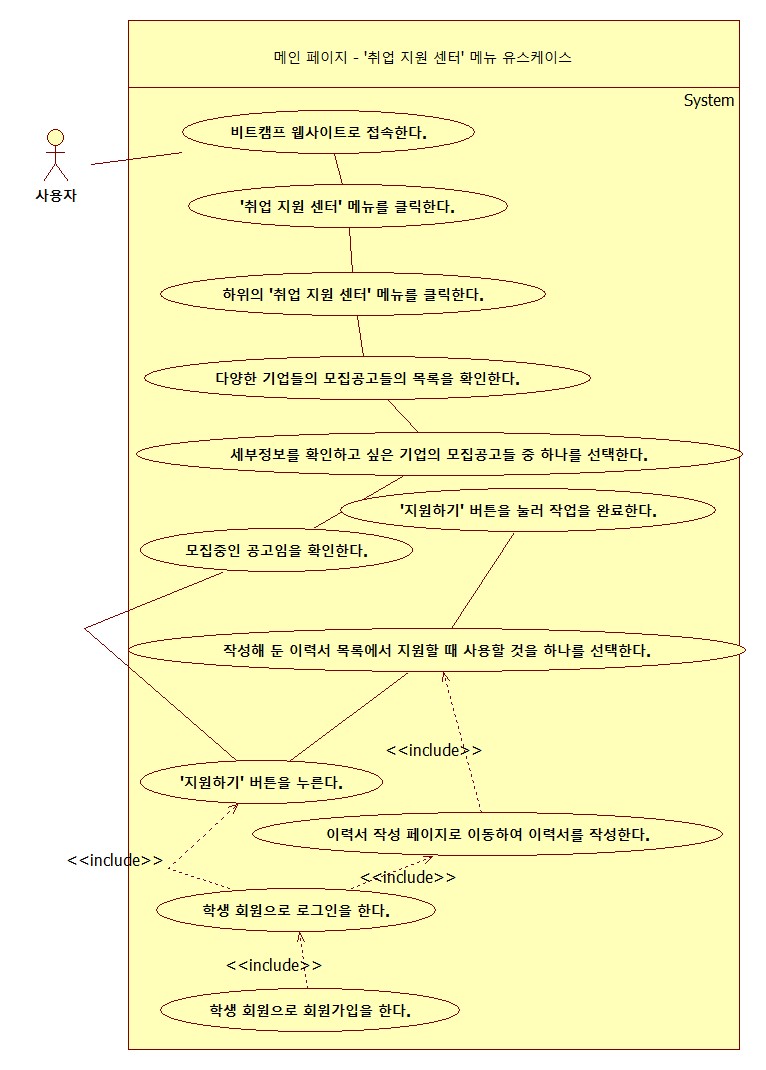 메인 페이지 - '취업 지원 센터' 메뉴 유스케이스
System
비트캠프 웹사이트로 접속한다.
사용자
'취업 지원 센터' 메뉴를 클릭한다.
하위의 '취업 지원 센터' 메뉴를 클릭한다.
다양한 기업들의 모집공고들의 목록을 확인한다.
세부정보를 확인하고 싶은 기업의 모집공고들 중 하나를 선택한다.
'지원하기' 버튼을 눌러 작업을 완료한다.
모집중인 공고임을 확인한다.
작성해 둔 이력서 목록에서 지원할 때 사용할 것을 하나를 선택한다.
<<include>>
'지원하기' 버튼을 누른다.
이력서 작성 페이지로 이동하여 이력서를 작성한다.
<<include>>
<<include>>
학생 회원으로 로그인을 한다.
<<include>>
학생 회원으로 회원가입을 한다.